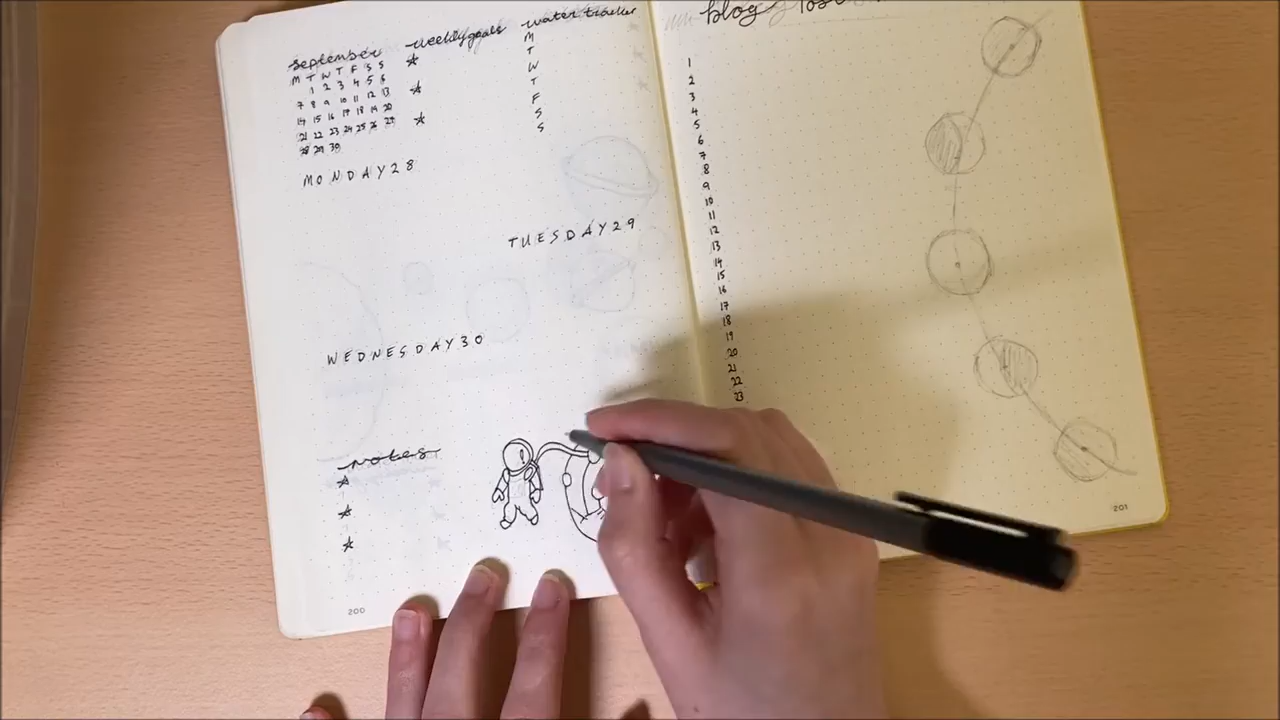 september
M T W T F S S
1 2 3 4 5 6
7 8 9 10 11 12 13
14 15 16 17 18 19 20
21 22 23 24 25 26 27
28 29 30
weekly goals
water tracker
M
T
W
T
F
S
S
MONDAY 28
TUESDAY 29
WEDNESDAY 30
notes
200
blog
1
2
3
4
5
6
7
8
9
10
11
12
13
14
15
16
17
18
19
20
21
22
23
201